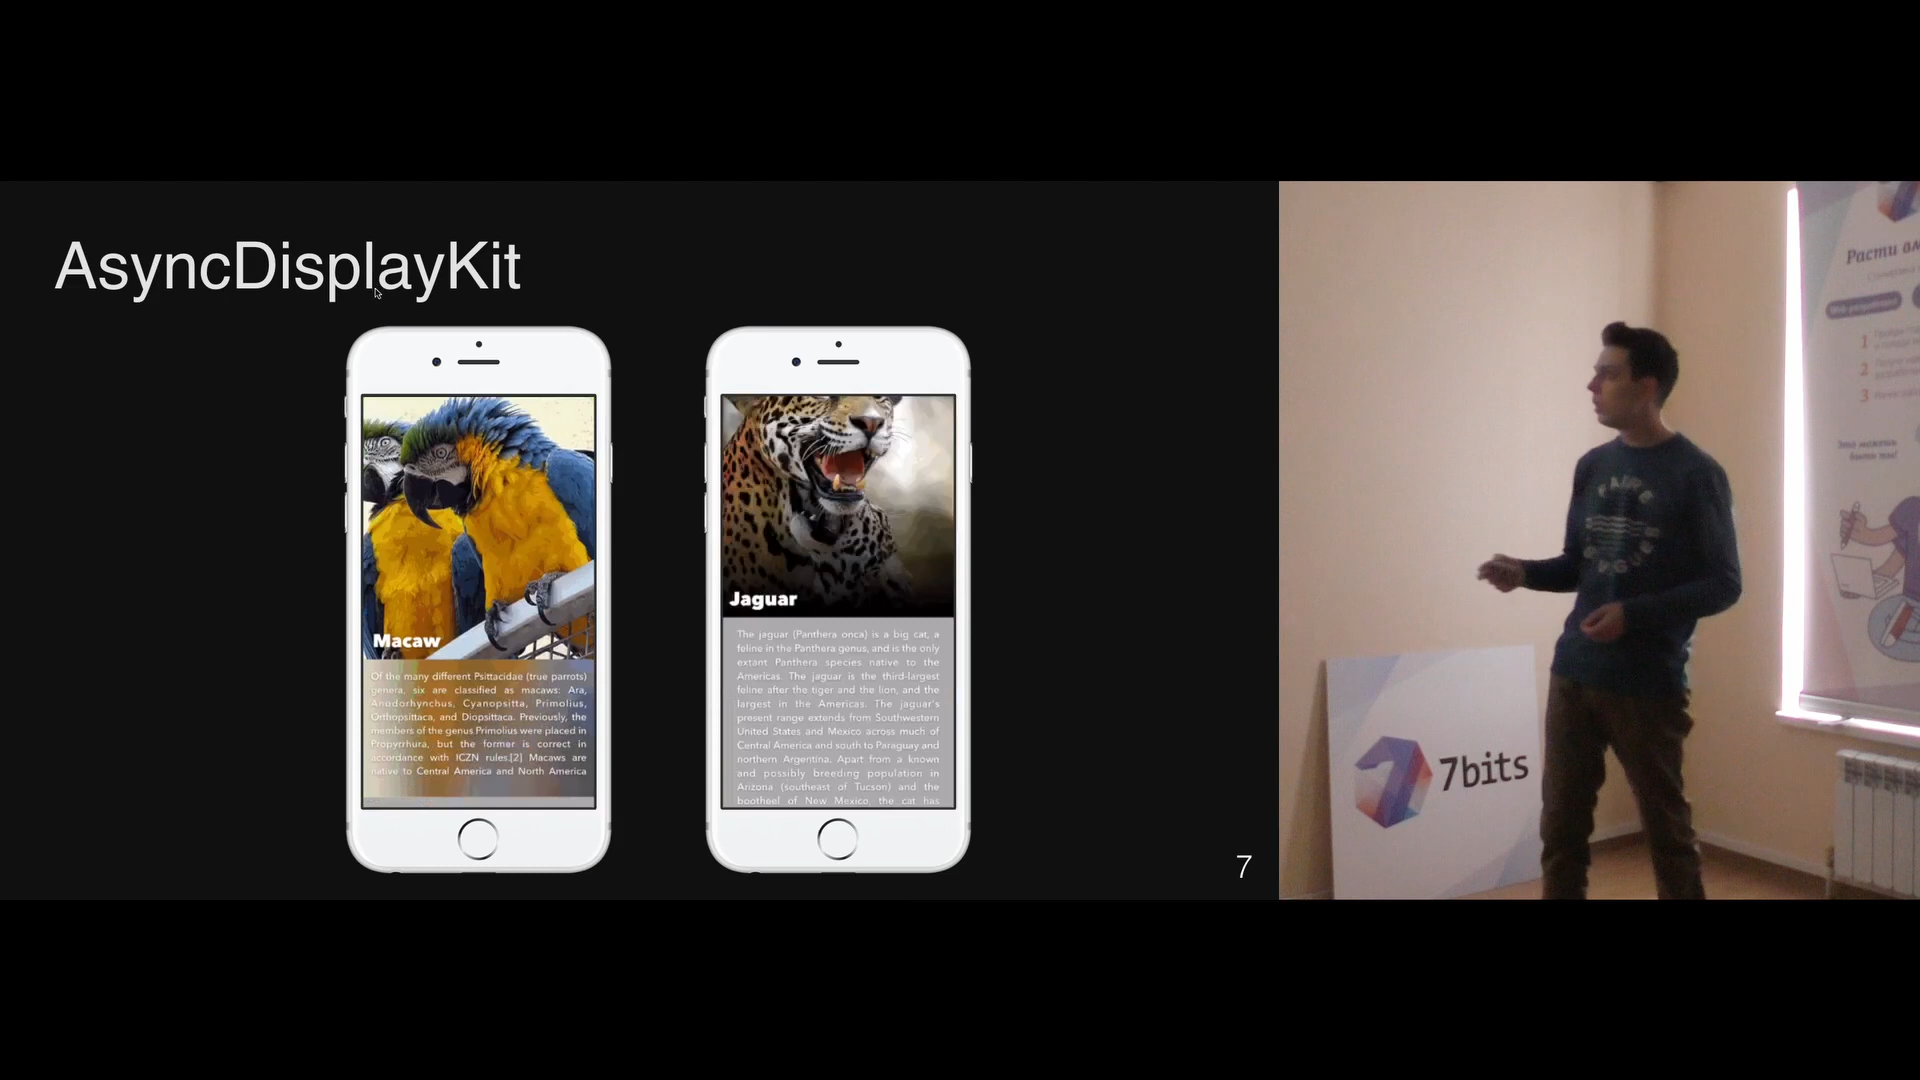 AsyncDisplayKit
Macaw
Of the many different Psittacidae (true parrots)
genera, six are classified as macaws: Ara,
Anodorhynchus, Cyanopsitta, Primolius,
Orthopsittaca, and Diopsittaca. Previously, the
members of the genus Primolius were placed in
Propyrrhura, but the former is correct in
accordance with ICZN rules.[2] Macaws are
native to Central America and North America
Jaguar
The jaguar (Panthera onca) is a big cat, a
feline in the Panthera genus, and is the only
extant Panthera species native to the
Americas. The jaguar is the third-largest
feline after the tiger and the lion, and the
largest in the Americas. The jaguar's
present range extends from Southwestern
United States and Mexico across much of
Central America and south to Paraguay and
northern Argentina. Apart from a known
and possibly breeding population in
Arizona (southeast of Tucson) and the
bootheel of New Mexico, the cat has
7
7bits
Расти
1
2
3